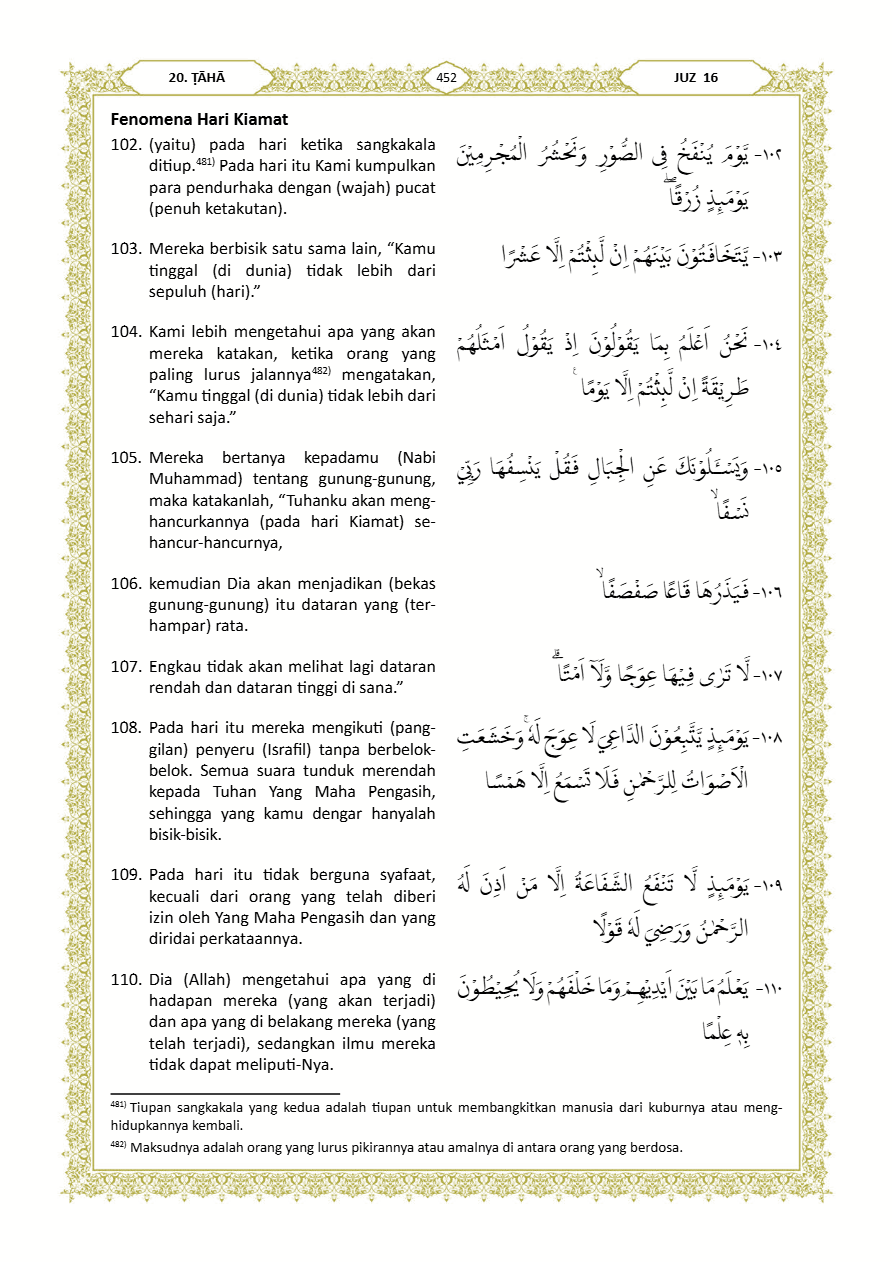 20. ṬĀHĀ
452
JUZ 16
Fenomena Hari Kiamat
102. (yaitu) pada hari ketika sangkakala
ditiup.⁴⁸¹⁾ Pada hari itu Kami kumpulkan
para pendurhaka dengan (wajah) pucat
(penuh ketakutan).
١٠٢- يَّوْمَ يُنْفَخُ فِى الصُّوْرِ وَنَحْشُرُ الْمُجْرِمِيْنَ
يَوْمَىِٕذٍ زُرْقًاۖ
103. Mereka berbisik satu sama lain, “Kamu
tinggal (di dunia) tidak lebih dari
sepuluh (hari).”
١٠٣- يَّتَخَافَتُوْنَ بَيْنَهُمْ اِنْ لَّبِثْتُمْ اِلَّا عَشْرًا
104. Kami lebih mengetahui apa yang akan
mereka katakan, ketika orang yang
paling lurus jalannya⁴⁸²⁾ mengatakan,
“Kamu tinggal (di dunia) tidak lebih dari
sehari saja.”
١٠٤- نَحْنُ اَعْلَمُ بِمَا يَقُوْلُوْنَ اِذْ يَقُوْلُ اَمْثَلُهُمْ
طَرِيْقَةً اِنْ لَّبِثْتُمْ اِلَّا يَوْمًا ࣖ
105. Mereka bertanya kepadamu (Nabi
Muhammad) tentang gunung-gunung,
maka katakanlah, “Tuhanku akan meng-
hancurkannya (pada hari Kiamat) se-
hancur-hancurnya,
١٠٥- وَيَسْـَٔلُوْنَكَ عَنِ الْجِبَالِ فَقُلْ يَنْسِفُهَا رَبِّيْ
نَسْفًاۙ
106. kemudian Dia akan menjadikan (bekas
gunung-gunung) itu dataran yang (ter-
hampar) rata.
١٠٦- فَيَذَرُهَا قَاعًا صَفْصَفًاۙ
107. Engkau tidak akan melihat lagi dataran
rendah dan dataran tinggi di sana.”
١٠٧- لَّا تَرٰى فِيْهَا عِوَجًا وَّلَآ اَمْتًاۗ
108. Pada hari itu mereka mengikuti (pang-
gilan) penyeru (Israfil) tanpa berbelok-
belok. Semua suara tunduk merendah
kepada Tuhan Yang Maha Pengasih,
sehingga yang kamu dengar hanyalah
bisik-bisik.
١٠٨- يَوْمَىِٕذٍ يَّتَّبِعُوْنَ الدَّاعِيَ لَا عِوَجَ لَهٗ ۚوَخَشَعَتِ
الْاَصْوَاتُ لِلرَّحْمٰنِ فَلَا تَسْمَعُ اِلَّا هَمْسًا
109. Pada hari itu tidak berguna syafaat,
kecuali dari orang yang telah diberi
izin oleh Yang Maha Pengasih dan yang
diridai perkataannya.
١٠٩- يَوْمَىِٕذٍ لَّا تَنْفَعُ الشَّفَاعَةُ اِلَّا مَنْ اَذِنَ لَهُ
الرَّحْمٰنُ وَرَضِيَ لَهٗ قَوْلًا
110. Dia (Allah) mengetahui apa yang di
hadapan mereka (yang akan terjadi)
dan apa yang di belakang mereka (yang
telah terjadi), sedangkan ilmu mereka
tidak dapat meliputi-Nya.
١١٠- يَعْلَمُ مَا بَيْنَ اَيْدِيْهِمْ وَمَا خَلْفَهُمْ وَلَا يُحِيْطُوْنَ
بِهٖ عِلْمًا
⁴⁸¹⁾ Tiupan sangkakala yang kedua adalah tiupan untuk membangkitkan manusia dari kuburnya atau meng-
hidupkannya kembali.
⁴⁸²⁾ Maksudnya adalah orang yang lurus pikirannya atau amalnya di antara orang yang berdosa.